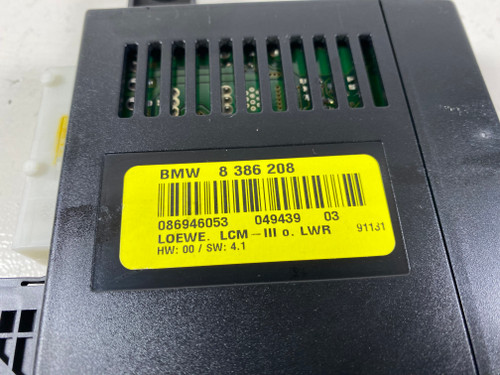 BMW 8 386 208
086946053 049439 03
LOEWE. LCM - III o. LWR 91131
HW: 00 / SW: 4.1